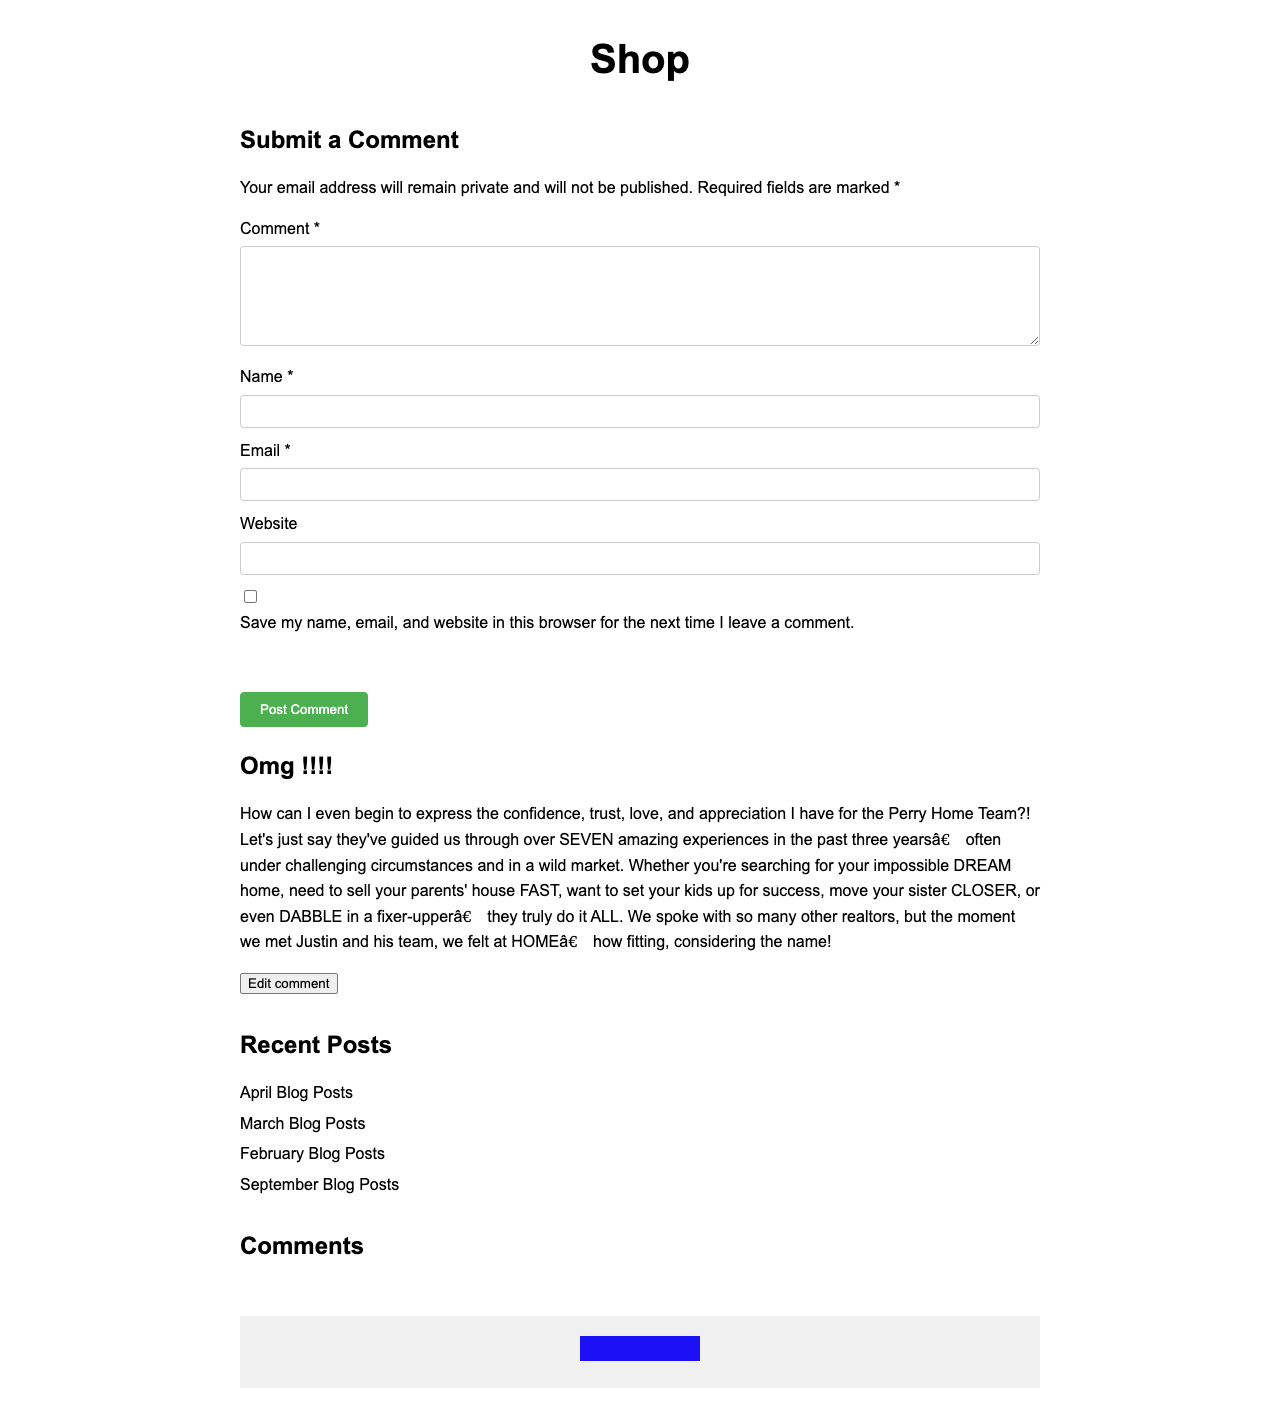 Shop
Submit a Comment
Your email address will remain private and will not be published. Required fields are marked *
Comment *
Name *
Email *
Website
Save my name, email, and website in this browser for the next time I leave a comment.
Post Comment
Omg !!!!
How can I even begin to express the confidence, trust, love, and appreciation I have for the Perry Home Team?!
Let's just say they've guided us through over SEVEN amazing experiences in the past three yearsâ€ often
under challenging circumstances and in a wild market. Whether you're searching for your impossible DREAM
home, need to sell your parents' house FAST, want to set your kids up for success, move your sister CLOSER, or
even DABBLE in a fixer-upperâ€ they truly do it ALL. We spoke with so many other realtors, but the moment
we met Justin and his team, we felt at HOMEâ€ how fitting, considering the name!
Edit comment
Recent Posts
April Blog Posts
March Blog Posts
February Blog Posts
September Blog Posts
Comments